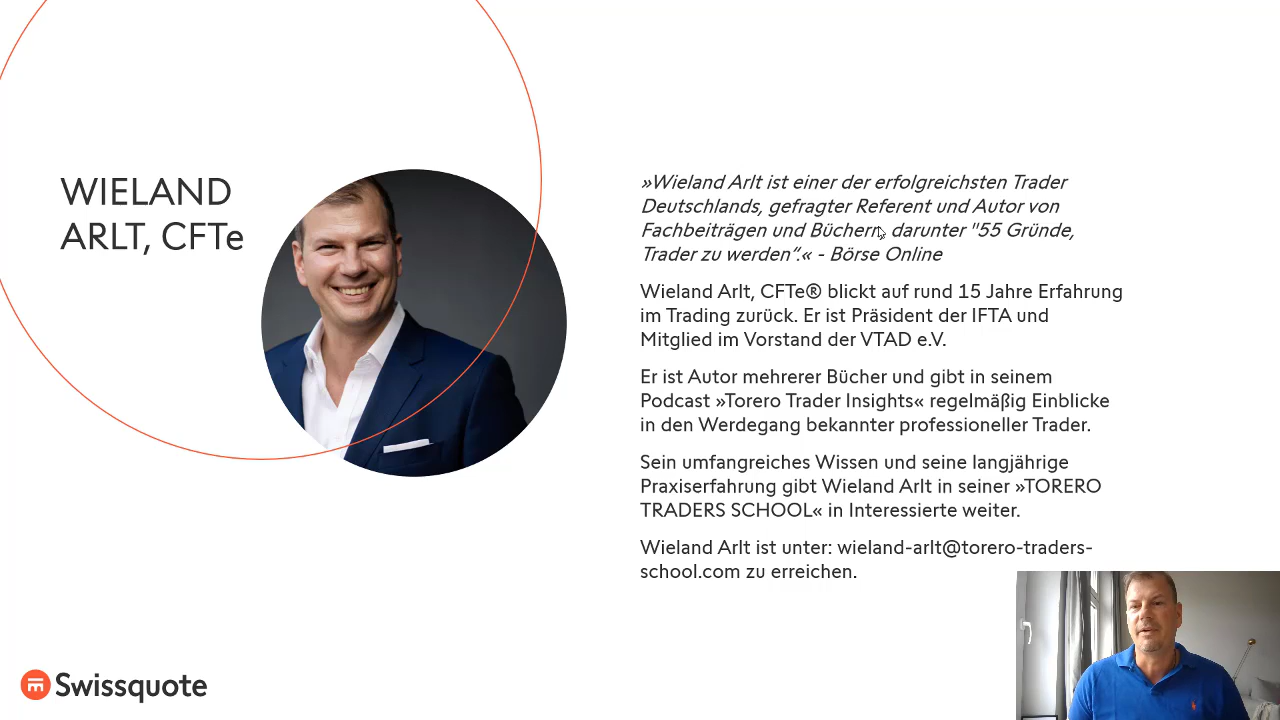 WIELAND
ARLT, CFTe
»Wieland Arlt ist einer der erfolgreichsten Trader
Deutschlands, gefragter Referent und Autor von
Fachbeiträgen und Büchern, darunter "55 Gründe,
Trader zu werden“.« - Börse Online
Wieland Arlt, CFTe® blickt auf rund 15 Jahre Erfahrung
im Trading zurück. Er ist Präsident der IFTA und
Mitglied im Vorstand der VTAD e.V.
Er ist Autor mehrerer Bücher und gibt in seinem
Podcast »Torero Trader Insights« regelmäßig Einblicke
in den Werdegang bekannter professioneller Trader.
Sein umfangreiches Wissen und seine langjährige
Praxiserfahrung gibt Wieland Arlt in seiner »TORERO
TRADERS SCHOOL« in Interessierte weiter.
Wieland Arlt ist unter: wieland-arlt@torero-traders-
school.com zu erreichen.
Swissquote